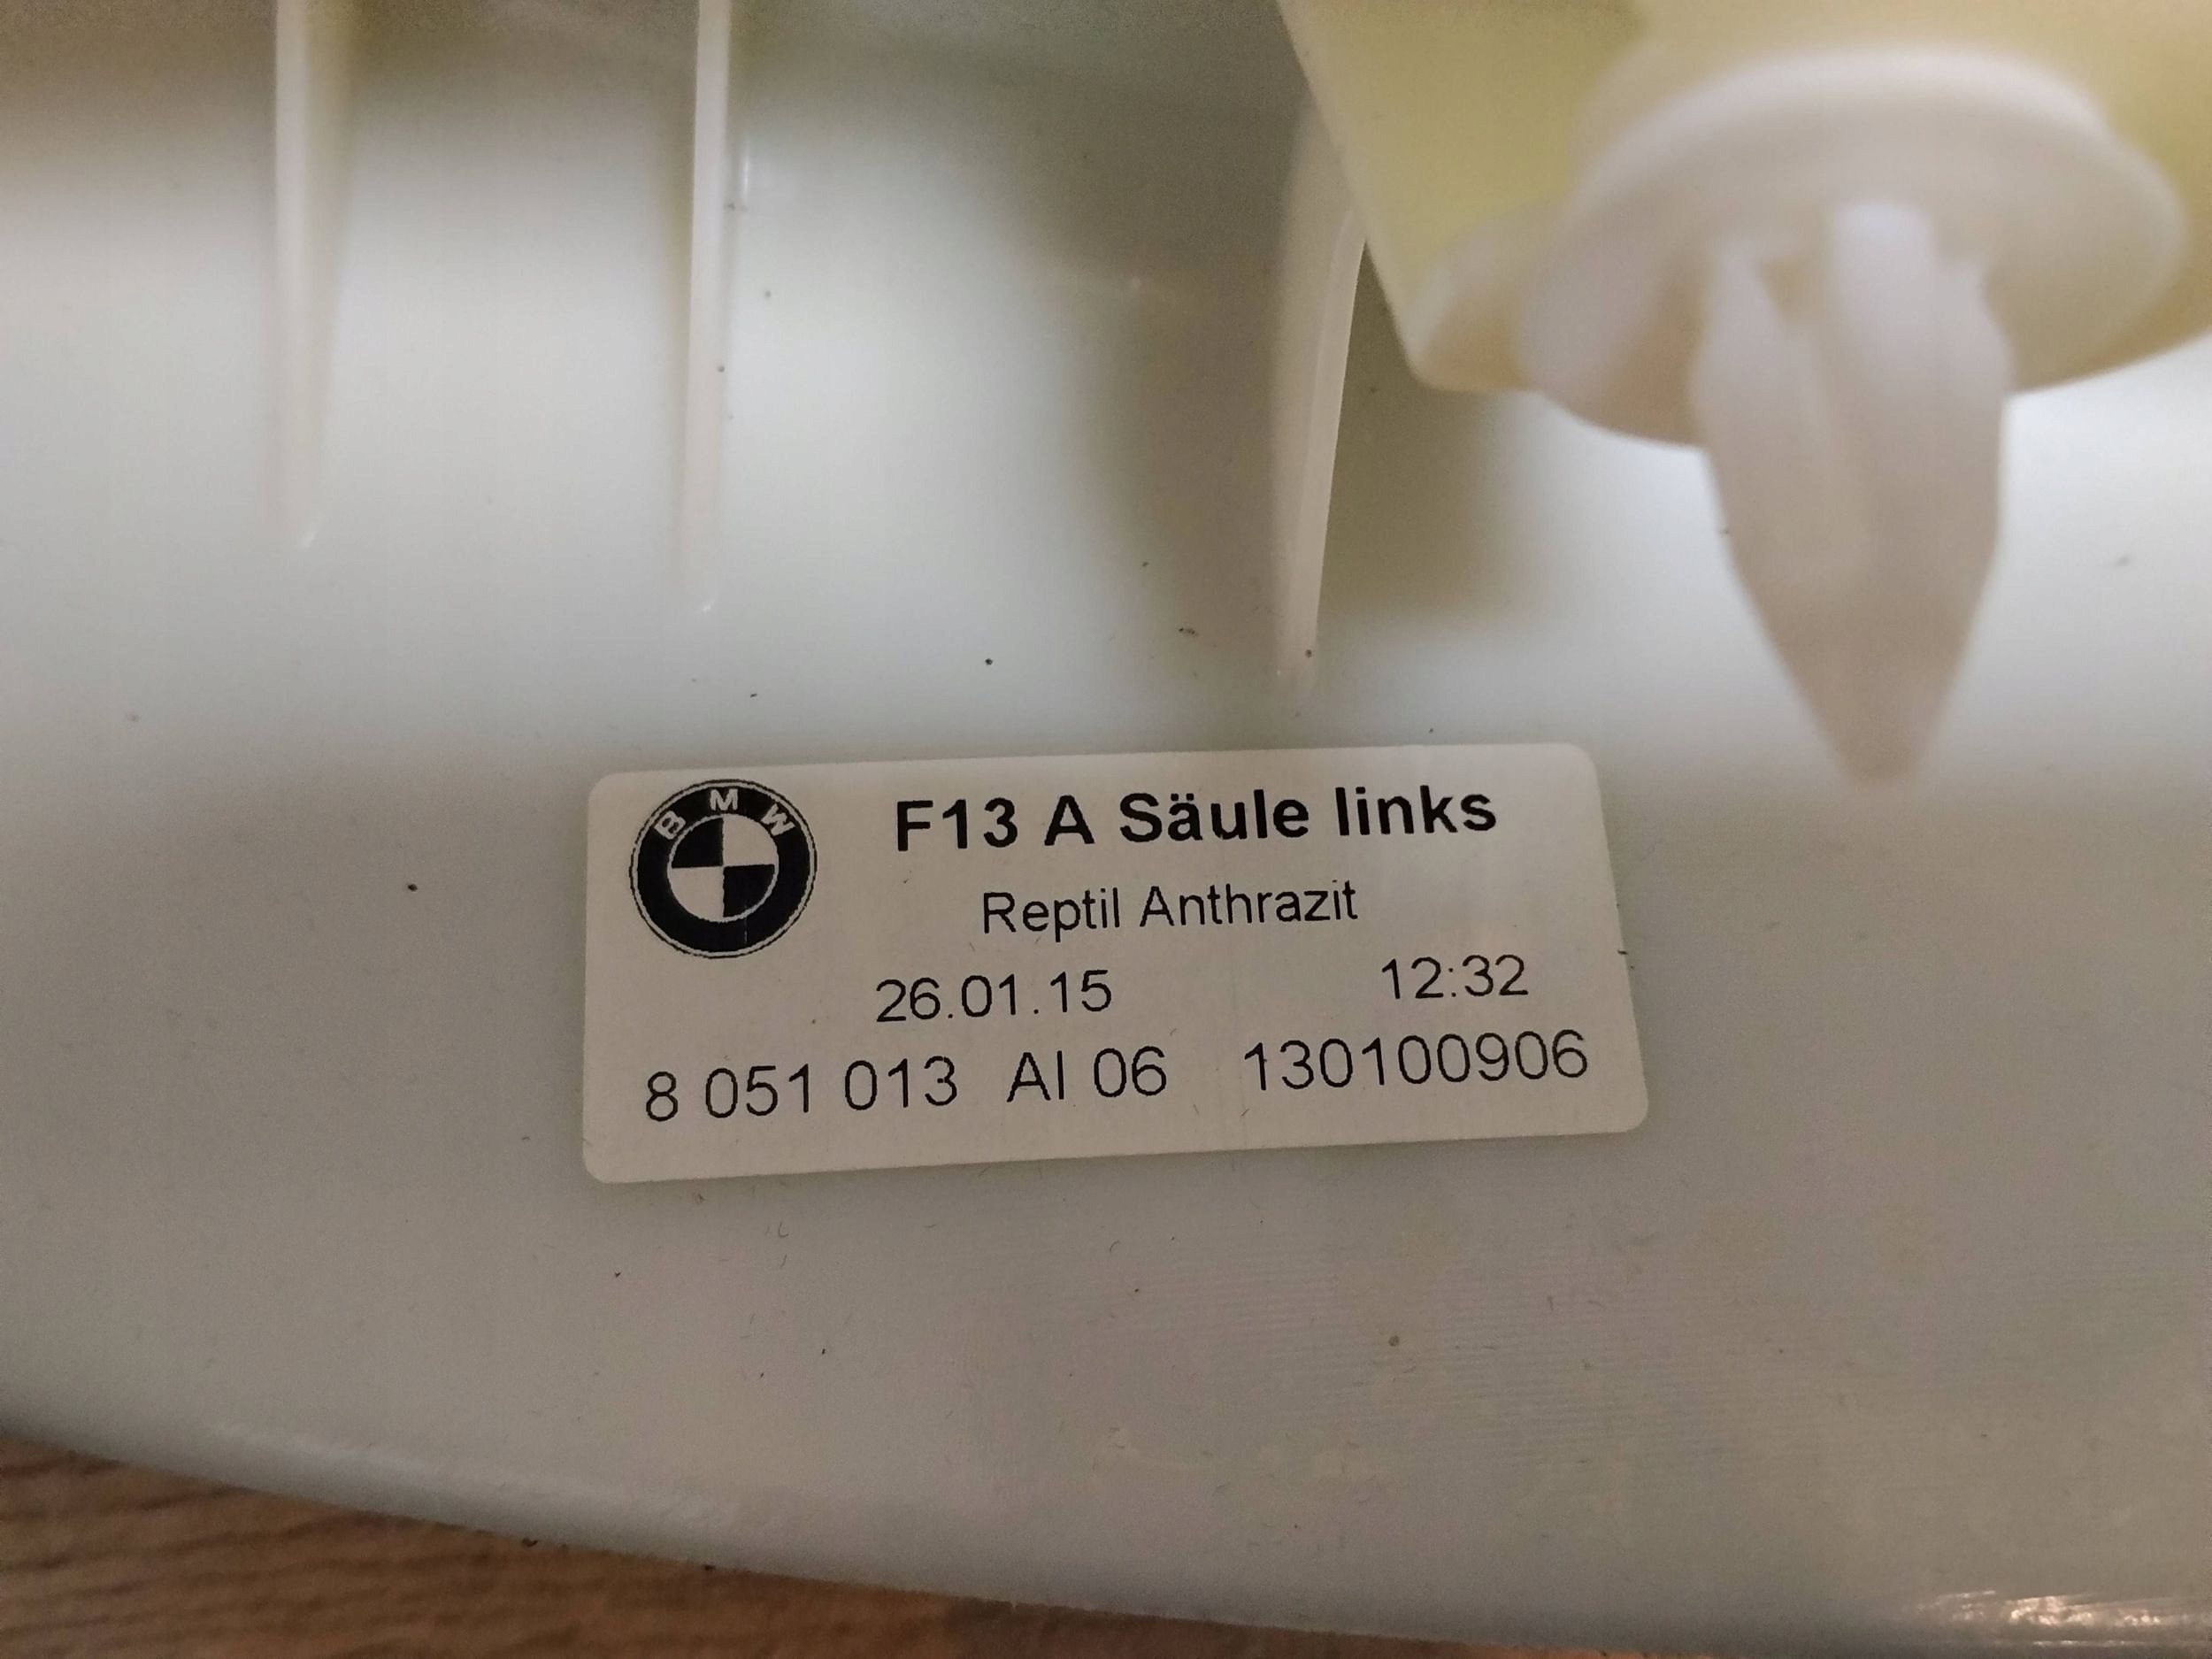 BMW
F13 A Säule links
Reptil Anthrazit
26.01.15 12:32
8 051 013 AI 06 130100906